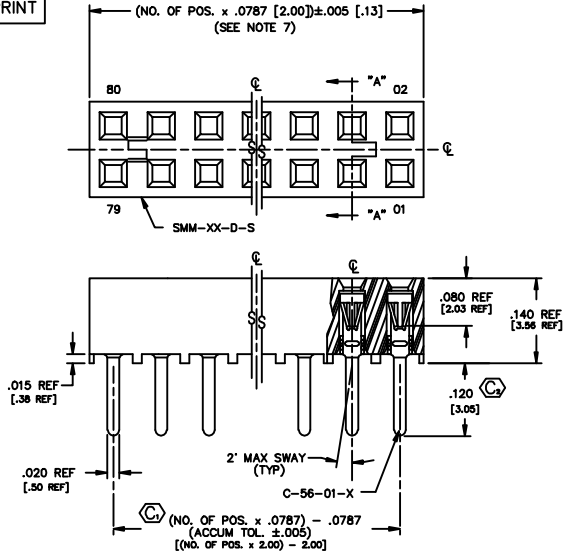 PRINT
(NO. OF POS. x .0787 [2.00])±.005 [.13]
(SEE NOTE 7)
80
℄
"A"
02
℄
79
"A"
01
SMM-XX-D-S
℄
℄
.080 REF
[2.03 REF]
.140 REF
[3.56 REF]
.015 REF
[.38 REF]
.120 C2
[3.05]
2' MAX SWAY
(TYP)
.020 REF
[.50 REF]
C-56-01-X
C1 (NO. OF POS. x .0787) - .0787
(ACCUM TOL. ±.005)
[(NO. OF POS. x 2.00) - 2.00]